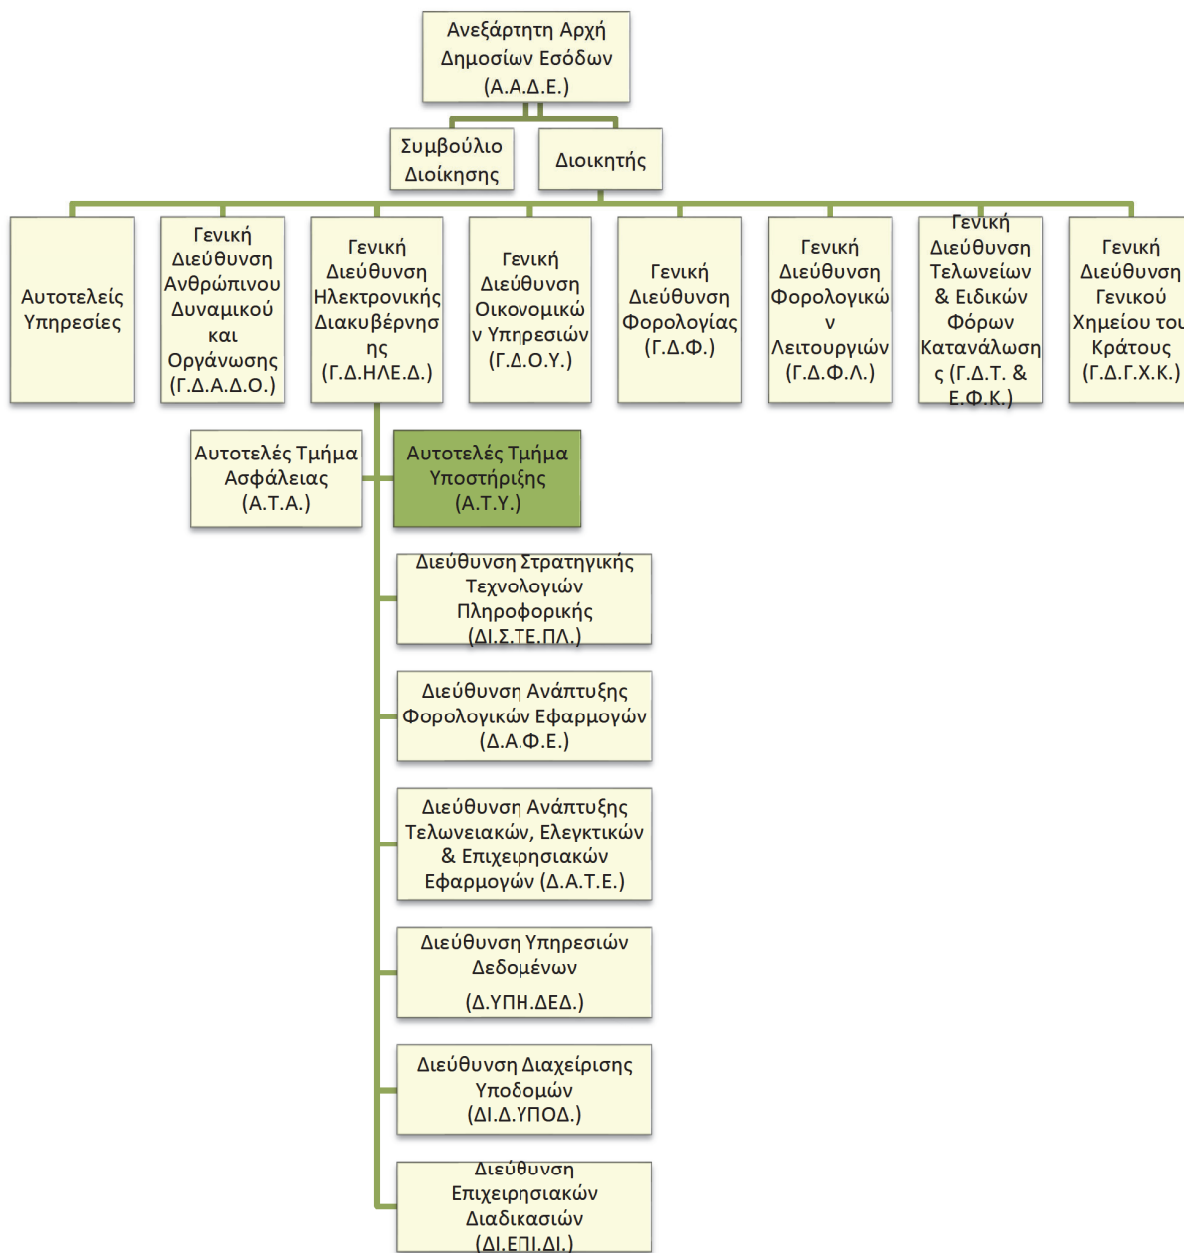 Ανεξάρτητη Αρχή
Δημοσίων Εσόδων
(Α.Α.Δ.Ε.)
Συμβούλιο
Διοίκησης
Διοικητής
Αυτοτελείς
Υπηρεσίες
Γενική
Διεύθυνση
Ανθρώπινου
Δυναμικού
και
Οργάνωσης
(Γ.Δ.Α.Δ.Ο.)
Γενική
Διεύθυνση
Ηλεκτρονικής
Διακυβέρνησ
ης
(Γ.Δ.ΗΛΕ.Δ.)
Γενική
Διεύθυνση
Οικονομικώ
ν Υπηρεσιών
(Γ.Δ.Ο.Υ.)
Γενική
Διεύθυνση
Φορολογίας
(Γ.Δ.Φ.)
Γενική
Διεύθυνση
Φορολογικώ
ν
Λειτουργιών
(Γ.Δ.Φ.Λ.)
Γενική
Διεύθυνση
Τελωνείων
& Ειδικών
Φόρων
Κατανάλωση
ς (Γ.Δ.Τ. &
Ε.Φ.Κ.)
Γενική
Διεύθυνση
Γενικού
Χημείου του
Κράτους
(Γ.Δ.Γ.Χ.Κ.)
Αυτοτελές Τμήμα
Ασφάλειας
(Α.Τ.Α.)
Αυτοτελές Τμήμα
Υποστήριξης
(Α.Τ.Υ.)
Διεύθυνση Στρατηγικής
Τεχνολογιών
Πληροφορικής
(ΔΙ.Σ.ΤΕ.ΠΛ.)
Διεύθυνση Ανάπτυξης
Φορολογικών Εφαρμογών
(Δ.Α.Φ.Ε.)
Διεύθυνση Ανάπτυξης
Τελωνειακών, Ελεγκτικών
& Επιχειρησιακών
Εφαρμογών (Δ.Α.Τ.Ε.)
Διεύθυνση Υπηρεσιών
Δεδομένων
(Δ.ΥΠΗ.ΔΕΔ.)
Διεύθυνση Διαχείρισης
Υποδομών
(ΔΙ.Δ.ΥΠΟΔ.)
Διεύθυνση
Επιχειρησιακών
Διαδικασιών
(ΔΙ.ΕΠΙ.ΔΙ.)